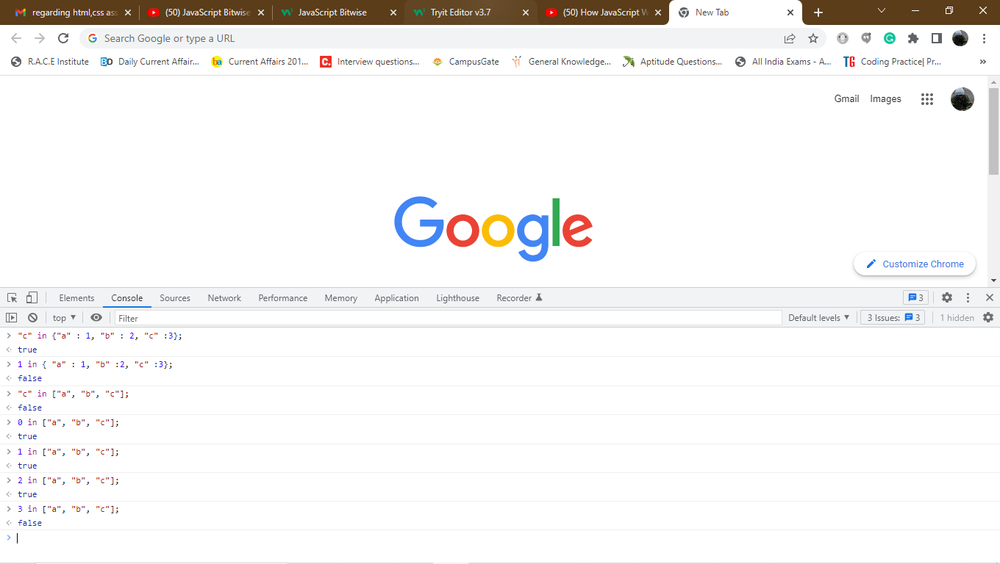 regarding html,css ass
(50) JavaScript Bitwise
JavaScript Bitwise
Tryit Editor v3.7
(50) How JavaScript W
New Tab
Search Google or type a URL
R.A.C.E Institute
Daily Current Affair...
Current Affairs 201...
Interview questions...
CampusGate
General Knowledge...
Aptitude Questions...
All India Exams - A...
Coding Practice| Pr...
»
Gmail Images
Google
Customize Chrome
Elements Console Sources Network Performance Memory Application Lighthouse Recorder 3
top Filter Default levels 3 Issues: 3 1 hidden
> "c" in {"a" : 1, "b" : 2, "c" :3};
true
> 1 in { "a" : 1, "b" :2, "c" :3};
false
> "c" in ["a", "b", "c"];
false
> 0 in ["a", "b", "c"];
true
> 1 in ["a", "b", "c"];
true
> 2 in ["a", "b", "c"];
true
> 3 in ["a", "b", "c"];
false
>